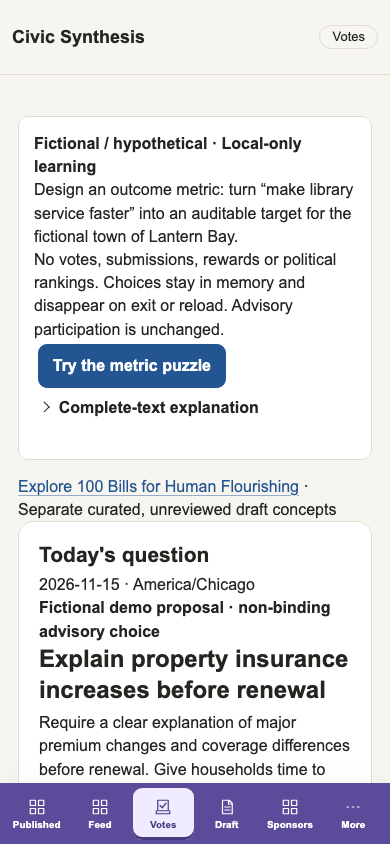 Civic Synthesis
Votes
Fictional / hypothetical · Local-only
learning
Design an outcome metric: turn “make library
service faster” into an auditable target for the
fictional town of Lantern Bay.
No votes, submissions, rewards or political
rankings. Choices stay in memory and
disappear on exit or reload. Advisory
participation is unchanged.
Try the metric puzzle
Complete-text explanation
Explore 100 Bills for Human Flourishing ·
Separate curated, unreviewed draft concepts
Today's question
2026-11-15 · America/Chicago
Fictional demo proposal · non-binding
advisory choice
Explain property insurance
increases before renewal
Require a clear explanation of major
premium changes and coverage differences
before renewal. Give households time to
Published
Feed
Votes
Draft
Sponsors
More